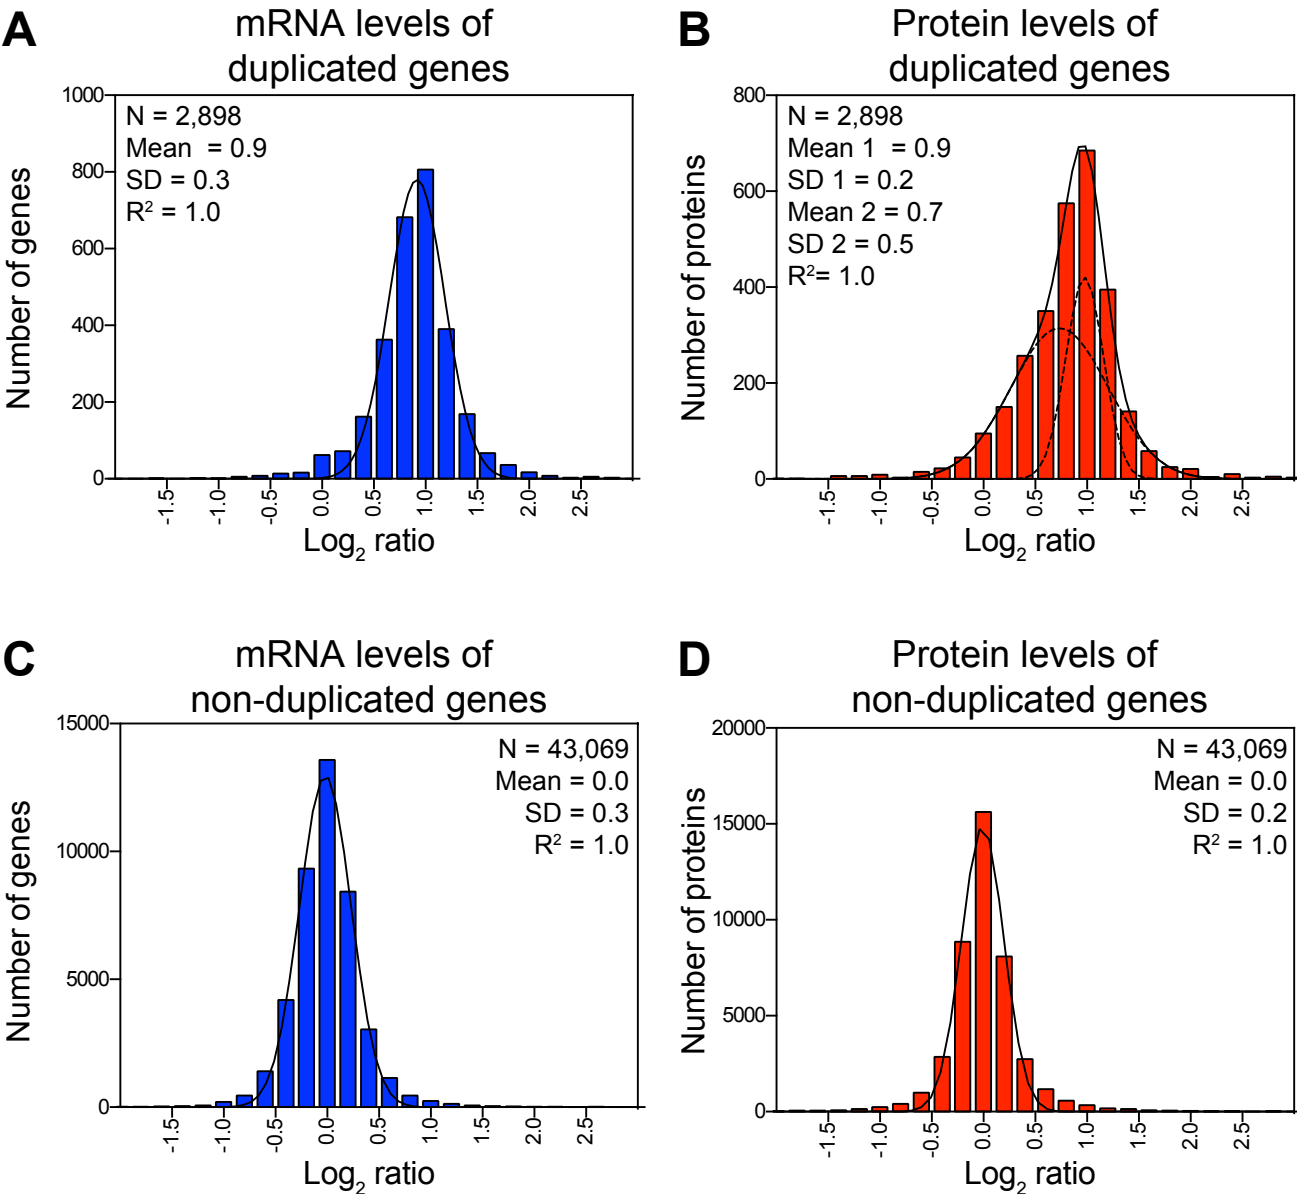 A
mRNA levels of
duplicated genes
N = 2,898
Mean = 0.9
SD = 0.3
R² = 1.0
Number of genes
1000
800
600
400
200
0
-1.5 -1.0 -0.5 0.0 0.5 1.0 1.5 2.0 2.5
Log₂ ratio
B
Protein levels of
duplicated genes
N = 2,898
Mean 1 = 0.9
SD 1 = 0.2
Mean 2 = 0.7
SD 2 = 0.5
R²= 1.0
Number of proteins
800
600
400
200
0
-1.5 -1.0 -0.5 0.0 0.5 1.0 1.5 2.0 2.5
Log₂ ratio
C
mRNA levels of
non-duplicated genes
N = 43,069
Mean = 0.0
SD = 0.3
R² = 1.0
Number of genes
15000
10000
5000
0
-1.5 -1.0 -0.5 0.0 0.5 1.0 1.5 2.0 2.5
Log₂ ratio
D
Protein levels of
non-duplicated genes
N = 43,069
Mean = 0.0
SD = 0.2
R² = 1.0
Number of proteins
20000
15000
10000
5000
0
-1.5 -1.0 -0.5 0.0 0.5 1.0 1.5 2.0 2.5
Log₂ ratio